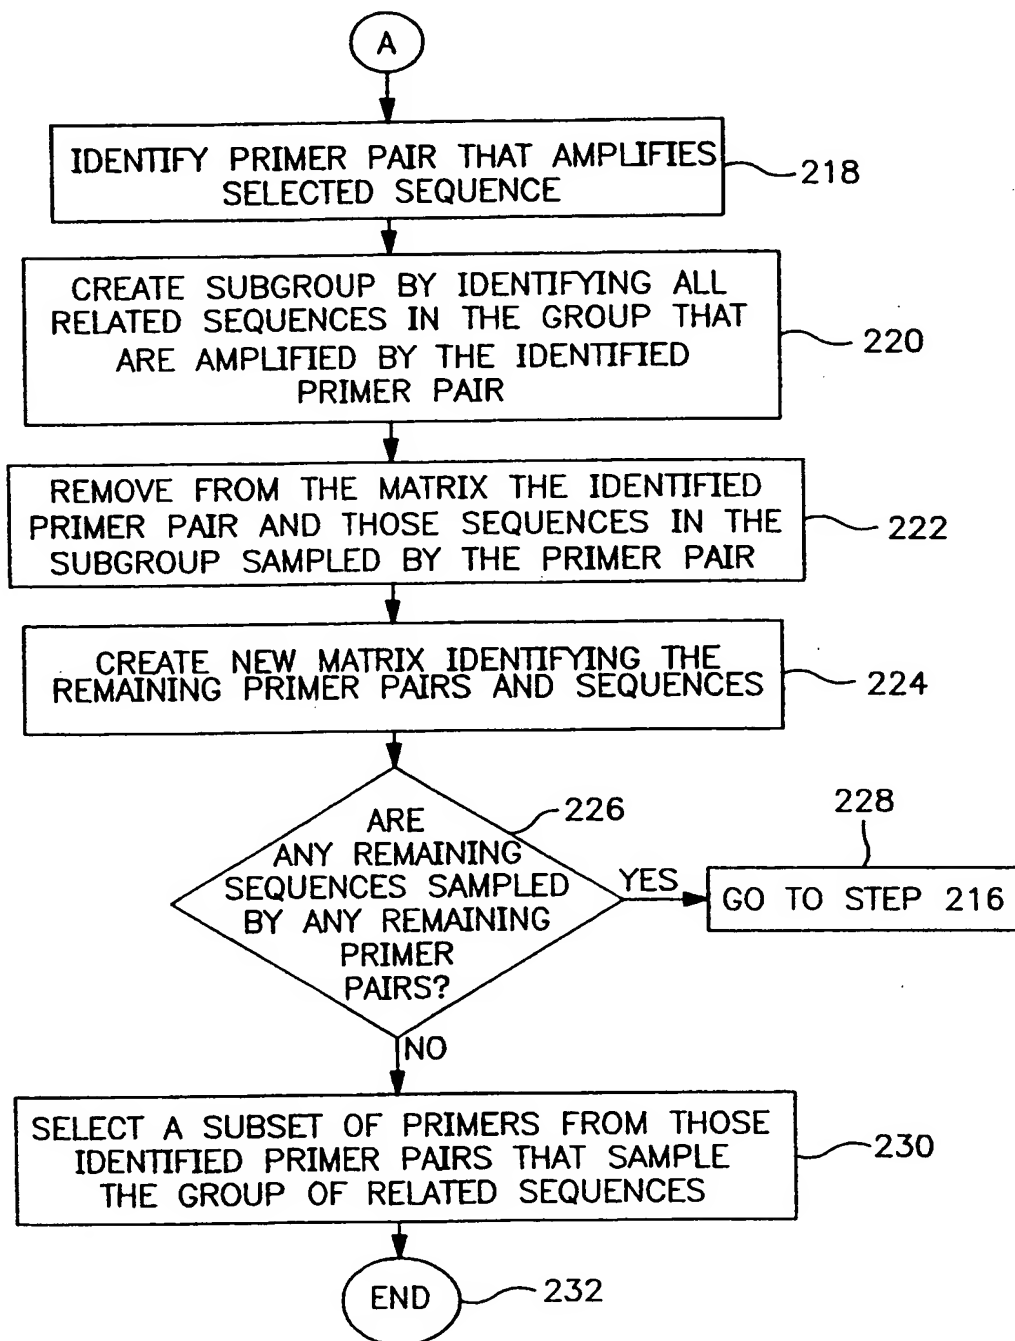 A
IDENTIFY PRIMER PAIR THAT AMPLIFIES
SELECTED SEQUENCE
218
CREATE SUBGROUP BY IDENTIFYING ALL
RELATED SEQUENCES IN THE GROUP THAT
ARE AMPLIFIED BY THE IDENTIFIED
PRIMER PAIR
220
REMOVE FROM THE MATRIX THE IDENTIFIED
PRIMER PAIR AND THOSE SEQUENCES IN THE
SUBGROUP SAMPLED BY THE PRIMER PAIR
222
CREATE NEW MATRIX IDENTIFYING THE
REMAINING PRIMER PAIRS AND SEQUENCES
224
ARE
ANY REMAINING
SEQUENCES SAMPLED
BY ANY REMAINING
PRIMER
PAIRS?
226
YES
228
GO TO STEP 216
NO
SELECT A SUBSET OF PRIMERS FROM THOSE
IDENTIFIED PRIMER PAIRS THAT SAMPLE
THE GROUP OF RELATED SEQUENCES
230
END
232